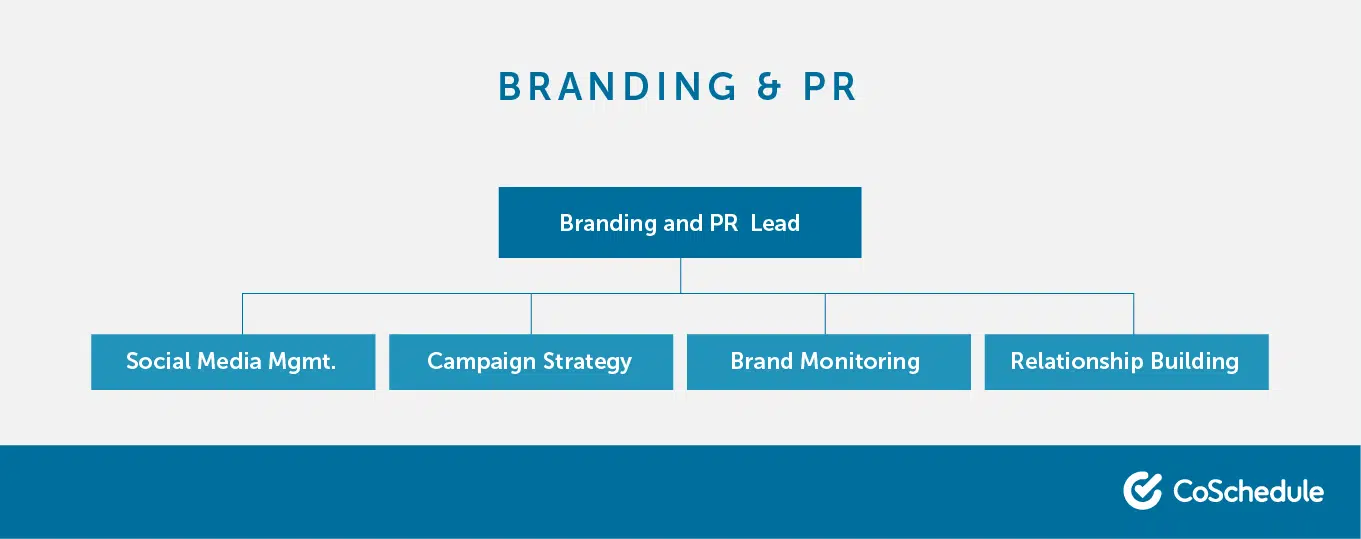 BRANDING & PR
Branding and PR Lead
Social Media Mgmt.
Campaign Strategy
Brand Monitoring
Relationship Building
CoSchedule